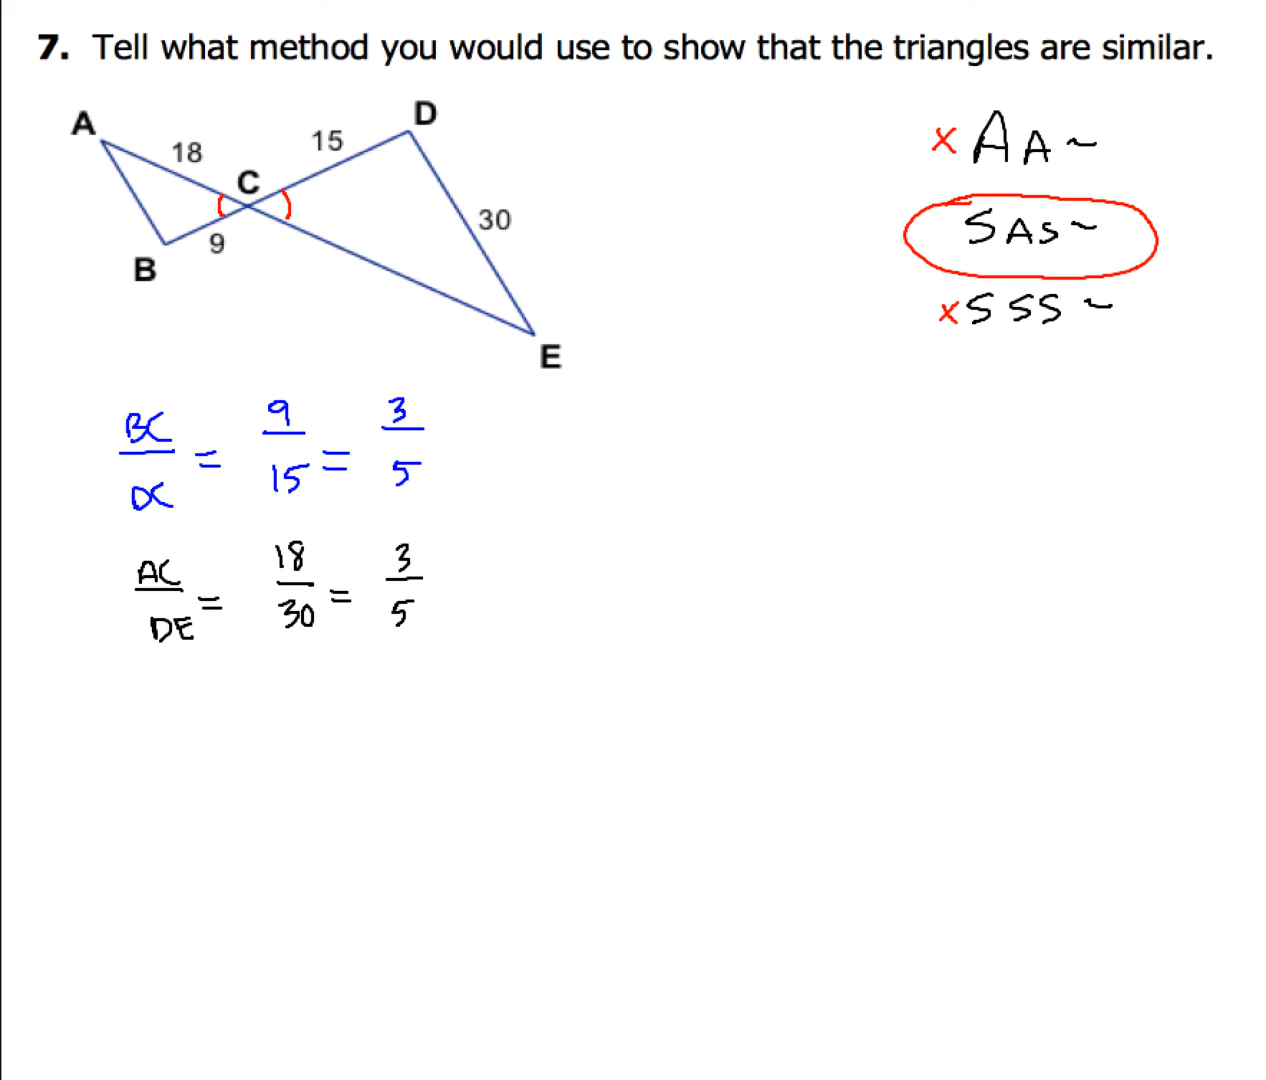 7. Tell what method you would use to show that the triangles are similar.
A
18
15
D
C
30
9
B
E
x AA~
SAS~
x SSS~
BC/DC = 9/15 = 3/5
AC/DE = 18/30 = 3/5